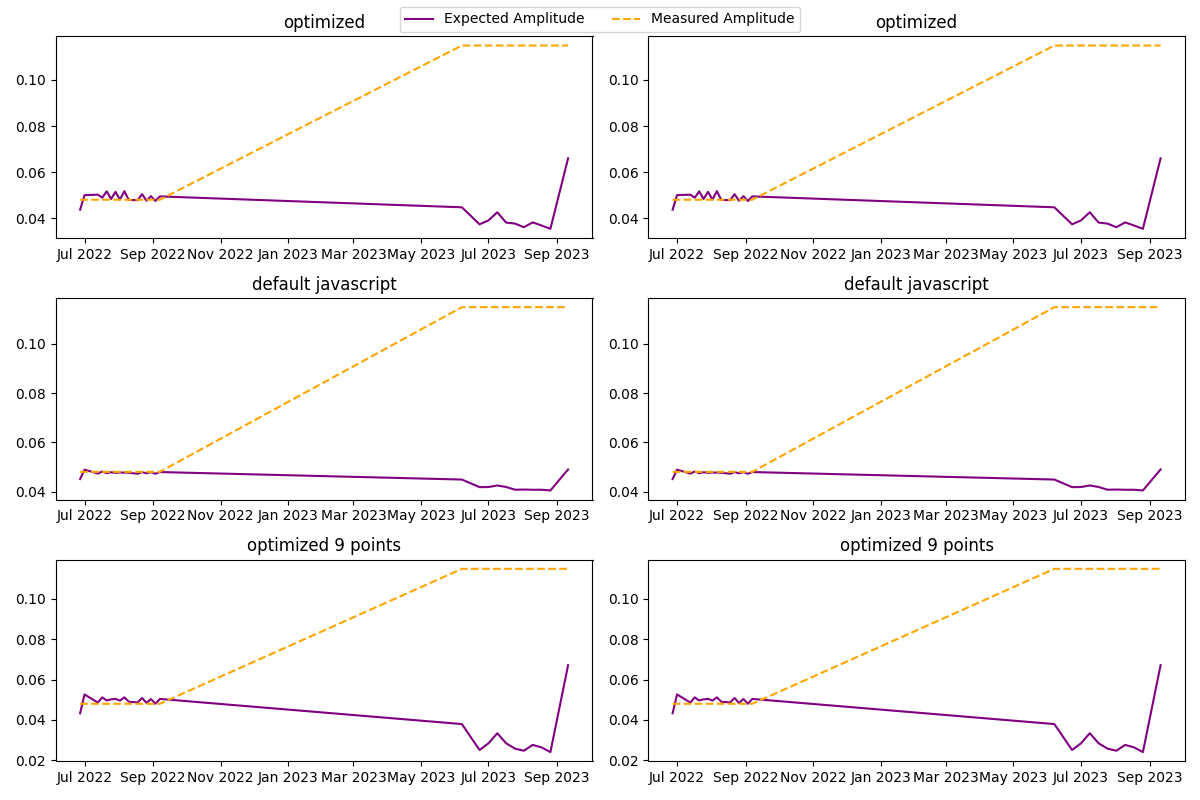 Expected Amplitude Measured Amplitude
optimized optimized
0.10 0.10
0.08 0.08
0.06 0.06
0.04 0.04
Jul 2022 Sep 2022 Nov 2022 Jan 2023 Mar 2023 May 2023 Jul 2023 Sep 2023 Jul 2022 Sep 2022 Nov 2022 Jan 2023 Mar 2023 May 2023 Jul 2023 Sep 2023
default javascript default javascript
0.10 0.10
0.08 0.08
0.06 0.06
0.04 0.04
Jul 2022 Sep 2022 Nov 2022 Jan 2023 Mar 2023 May 2023 Jul 2023 Sep 2023 Jul 2022 Sep 2022 Nov 2022 Jan 2023 Mar 2023 May 2023 Jul 2023 Sep 2023
optimized 9 points optimized 9 points
0.10 0.10
0.08 0.08
0.06 0.06
0.04 0.04
0.02 0.02
Jul 2022 Sep 2022 Nov 2022 Jan 2023 Mar 2023 May 2023 Jul 2023 Sep 2023 Jul 2022 Sep 2022 Nov 2022 Jan 2023 Mar 2023 May 2023 Jul 2023 Sep 2023